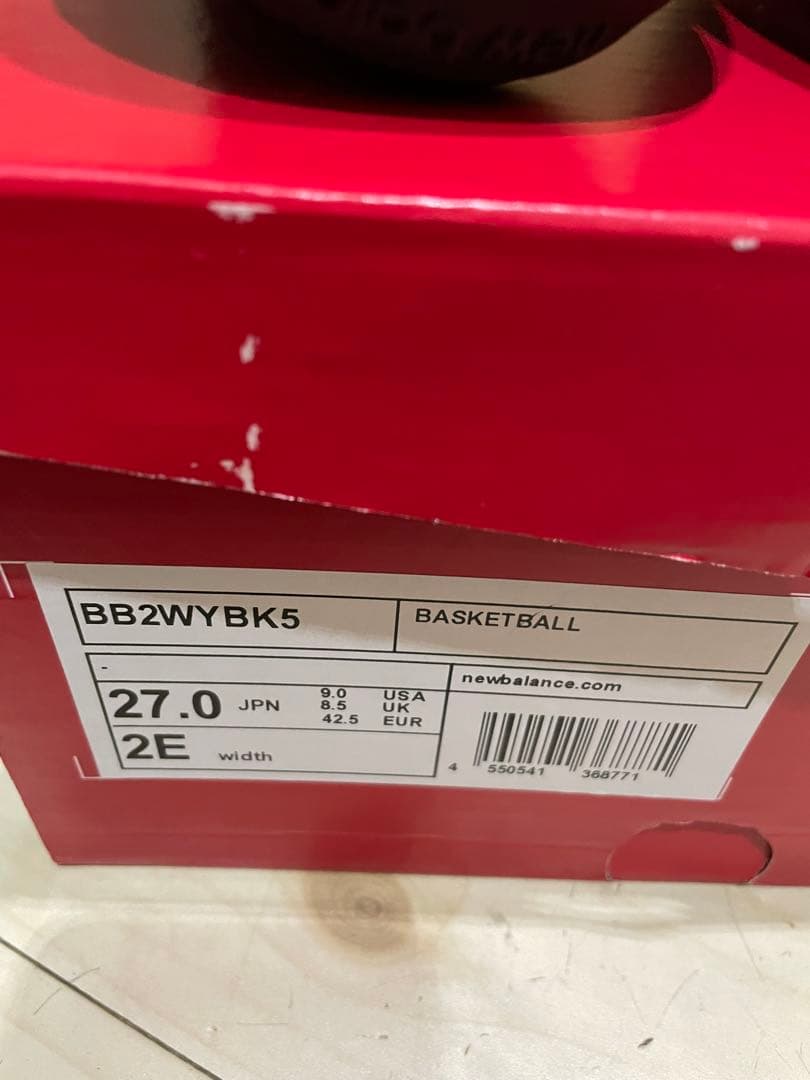 BB2WYBK5
BASKETBALL
-
newbalance.com
27.0 JPN
9.0 USA
8.5 UK
42.5 EUR
2E width
4 550541 368771